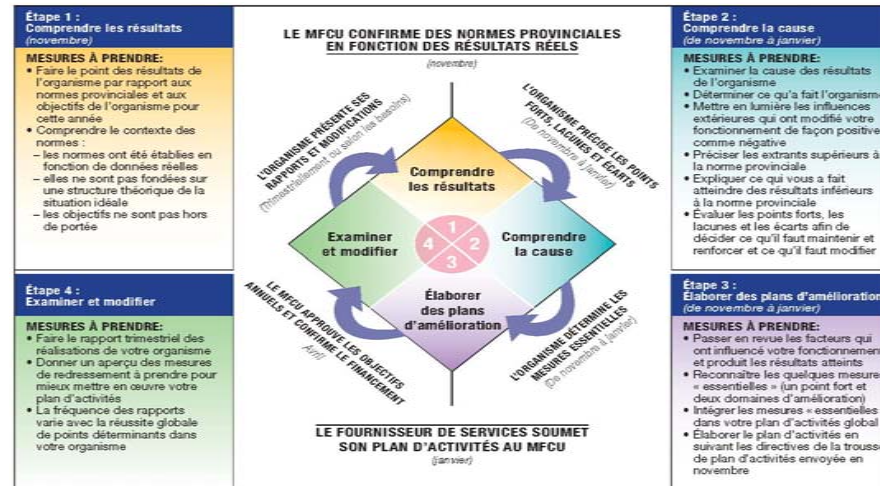 Étape 1 :
Comprendre les résultats
(novembre)
MESURES À PRENDRE:
• Faire le point des résultats de
l'organisme par rapport aux
normes provinciales et aux
objectifs de l'organisme pour
cette année
• Comprendre le contexte des
normes :
– les normes ont été établies en
fonction de données réelles
– elles ne sont pas fondées sur
une structure théorique de la
situation idéale
– les objectifs ne sont pas hors
de portée
LE MFCU CONFIRME DES NORMES PROVINCIALES
EN FONCTION DES RÉSULTATS RÉELS
(novembre)
L'ORGANISME PRÉSENTE SES
RAPPORTS ET MODIFICATIONS
(Trimestriellement ou selon les besoins)
L'ORGANISME PRÉCISE LES POINTS
FORTS, LACUNES ET ÉCARTS
(De novembre à janvier)
Comprendre
les résultats
Examiner
et modifier
1
2
3
4
Comprendre
la cause
Élaborer
des plans
d'amélioration
LE MFCU APPROUVE LES OBJECTIFS
ANNUELS ET CONFIRME LE FINANCEMENT
Avril
L'ORGANISME DÉTERMINE LES
MESURES ESSENTIELLES
(De novembre à janvier)
LE FOURNISSEUR DE SERVICES SOUMET
SON PLAN D'ACTIVITÉS AU MFCU
(janvier)
Étape 2 :
Comprendre la cause
(de novembre à janvier)
MESURES À PRENDRE:
• Examiner la cause des résultats
de l'organisme
• Déterminer ce qu'a fait l'organisme
• Mettre en lumière les influences
extérieures qui ont modifié votre
fonctionnement de façon positive
comme négative
• Préciser les extrants supérieurs à
la norme provinciale
• Expliquer ce qui vous a fait
atteindre des résultats inférieurs
à la norme provinciale
• Évaluer les points forts, les
lacunes et les écarts afin de
décider ce qu'il faut maintenir et
renforcer et ce qu'il faut modifier
Étape 4 :
Examiner et modifier
MESURES À PRENDRE:
• Faire le rapport trimestriel des
réalisations de votre organisme
• Donner un aperçu des mesures
de redressement à prendre pour
mieux mettre en œuvre votre
plan d'activités
• La fréquence des rapports
varie avec la réussite globale
de points déterminants dans
votre organisme
Étape 3 :
Élaborer des plans d'amélioration
(de novembre à janvier)
MESURES À PRENDRE:
• Passer en revue les facteurs qui
ont influencé votre fonctionnement
et produit les résultats atteints
• Reconnaître les quelques mesures
« essentielles » (un point fort et
deux domaines d'amélioration)
• Intégrer les mesures « essentielles
dans votre plan d'activités global
• Élaborer le plan d'activités en
suivant les directives de la trousse
de plan d'activités envoyée en
novembre